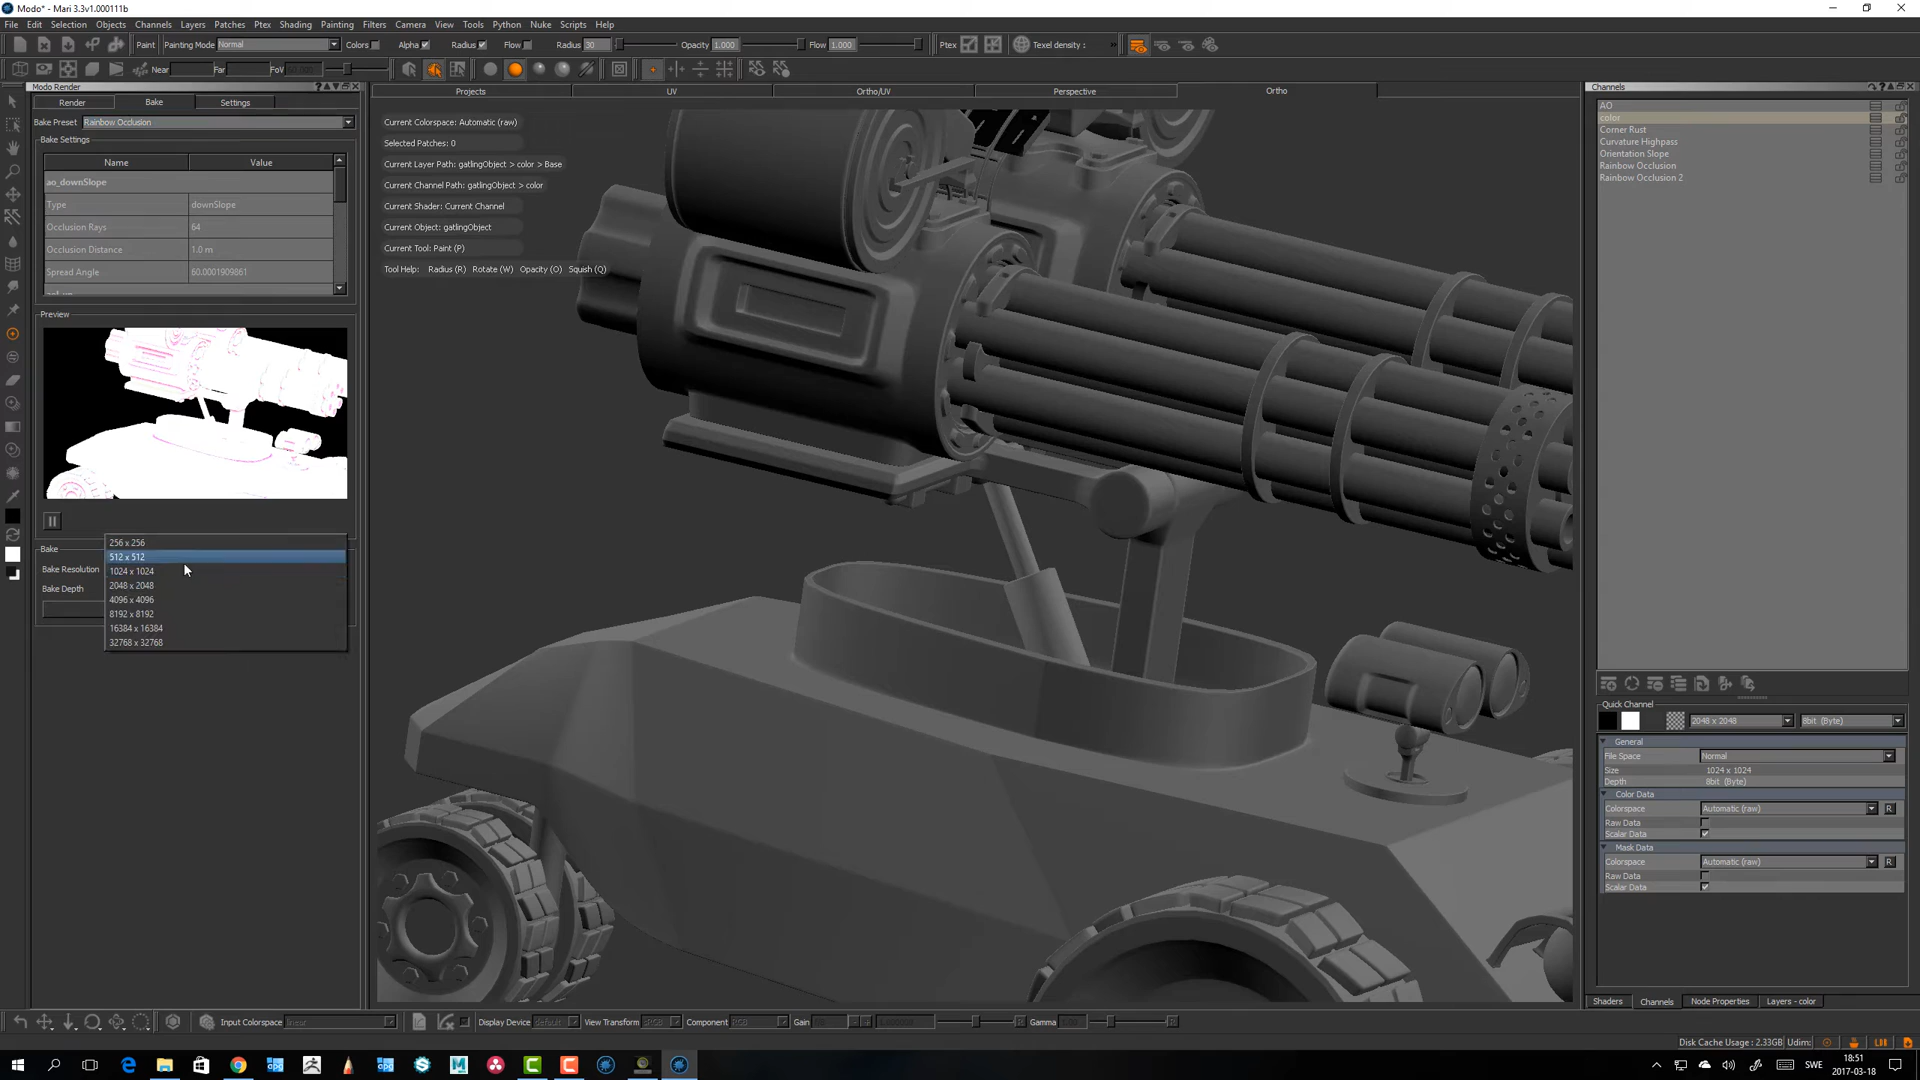 Modo* - Mari 3.3v1.000111b
File Edit Selection Objects Channels Layers Patches Ptex Shading Painting Filters Camera View Tools Python Nuke Scripts Help
Paint Painting Mode Normal Colors Alpha Radius Flow Radius 30 Opacity 1.000 Flow 1.000 Ptex Texel density : »
Near Far FoV
Modo Render
Render Bake Settings
Bake Preset Rainbow Occlusion
Bake Settings
Name Value
ao_downSlope
Type downSlope
Occlusion Rays 64
Occlusion Distance 1.0 m
Spread Angle 60.0001909861
Preview
Bake
256 x 256
512 x 512
Bake Resolution
1024 x 1024
2048 x 2048
Bake Depth
4096 x 4096
8192 x 8192
16384 x 16384
32768 x 32768
Projects UV Ortho/UV Perspective Ortho
Current Colorspace: Automatic (raw)
Selected Patches: 0
Current Layer Path: gatlingObject > color > Base
Current Channel Path: gatlingObject > color
Current Shader: Current Channel
Current Object: gatlingObject
Current Tool: Paint (P)
Tool Help: Radius (R) Rotate (W) Opacity (O) Squish (Q)
Channels
AO
color
Corner Rust
Curvature Highpass
Orientation Slope
Rainbow Occlusion
Rainbow Occlusion 2
Quick Channel
2048 x 2048 8bit (Byte)
General
File Space Normal
Size 1024 x 1024
Depth 8bit (Byte)
Color Data
Colorspace Automatic (raw) R
Raw Data
Scalar Data
Mask Data
Colorspace Automatic (raw) R
Raw Data
Scalar Data
Shaders Channels Node Properties Layers - color
Input Colorspace linear Display Device default View Transform sRGB Component RGB Gain Gamma
Disk Cache Usage : 2.33GB Udim:
SWE
18:51
2017-03-18